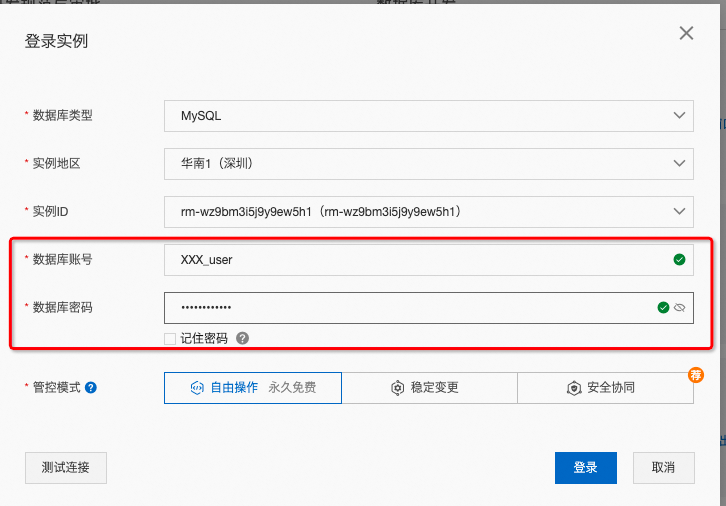 登录实例
* 数据库类型 MySQL
* 实例地区 华南1（深圳）
* 实例ID rm-wz9bm3i5j9y9ew5h1（rm-wz9bm3i5j9y9ew5h1）
* 数据库账号 XXX_user
* 数据库密码 ••••••••••••
记住密码 ?
* 管控模式 ? 自由操作 永久免费 稳定变更 安全协同 荐
测试连接 登录 取消